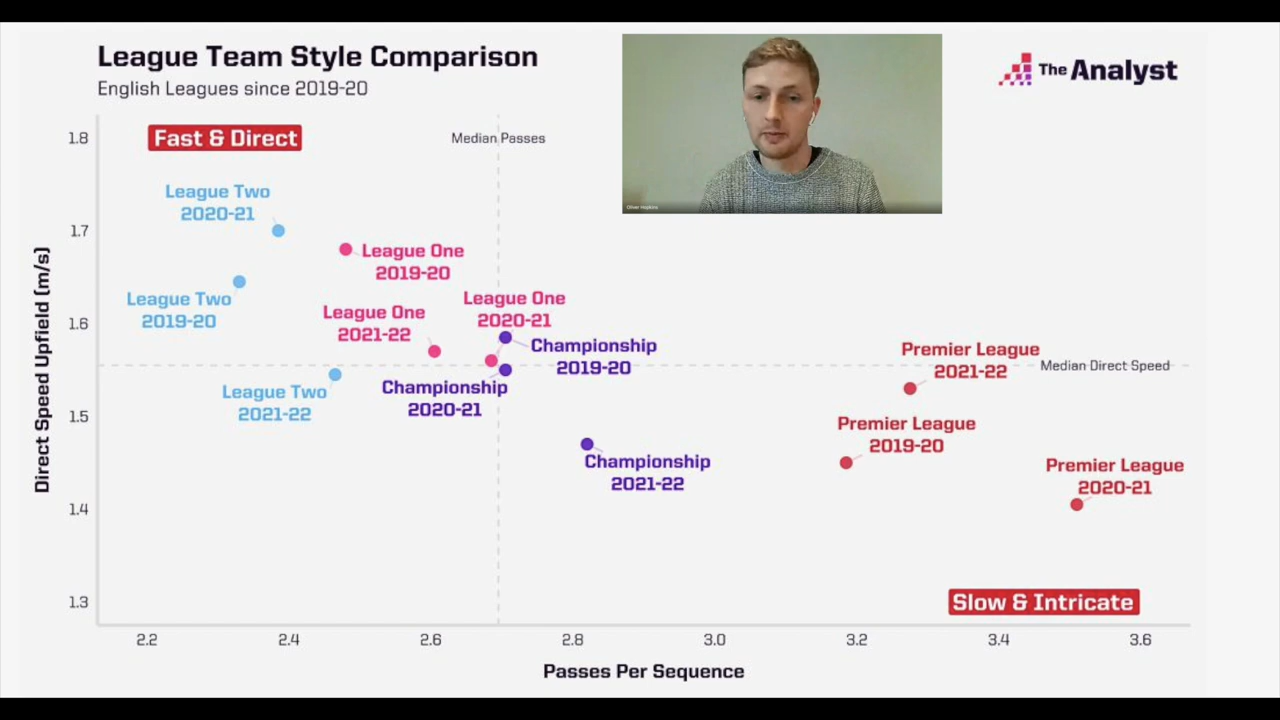 League Team Style Comparison
English Leagues since 2019-20
The Analyst
Oliver Hopkins
Fast & Direct
Median Passes
1.8
1.7
1.6
1.5
1.4
1.3
Direct Speed Upfield (m/s)
League Two
2020-21
League One
2019-20
League Two
2019-20
League One
2020-21
League One
2021-22
Championship
2019-20
Premier League
2021-22
Median Direct Speed
League Two
2021-22
Championship
2020-21
Premier League
2019-20
Championship
2021-22
Premier League
2020-21
Slow & Intricate
2.2 2.4 2.6 2.8 3.0 3.2 3.4 3.6
Passes Per Sequence